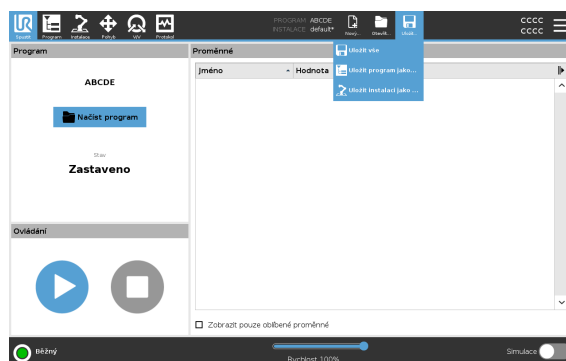 UR
Spustit Program Instalace Pohyb V/V Protokol
PROGRAM ABCDE
INSTALACE default*
Nový... Otevřít... Uložit...
CCCC
CCCC
Program
ABCDE
Načíst program
Stav
Zastaveno
Ovládání
Proměnné
Jméno Hodnota
Uložit vše
Uložit program jako...
Uložit instalaci jako ...
Zobrazit pouze oblíbené proměnné
Běžný
Rychlost 100%
Simulace